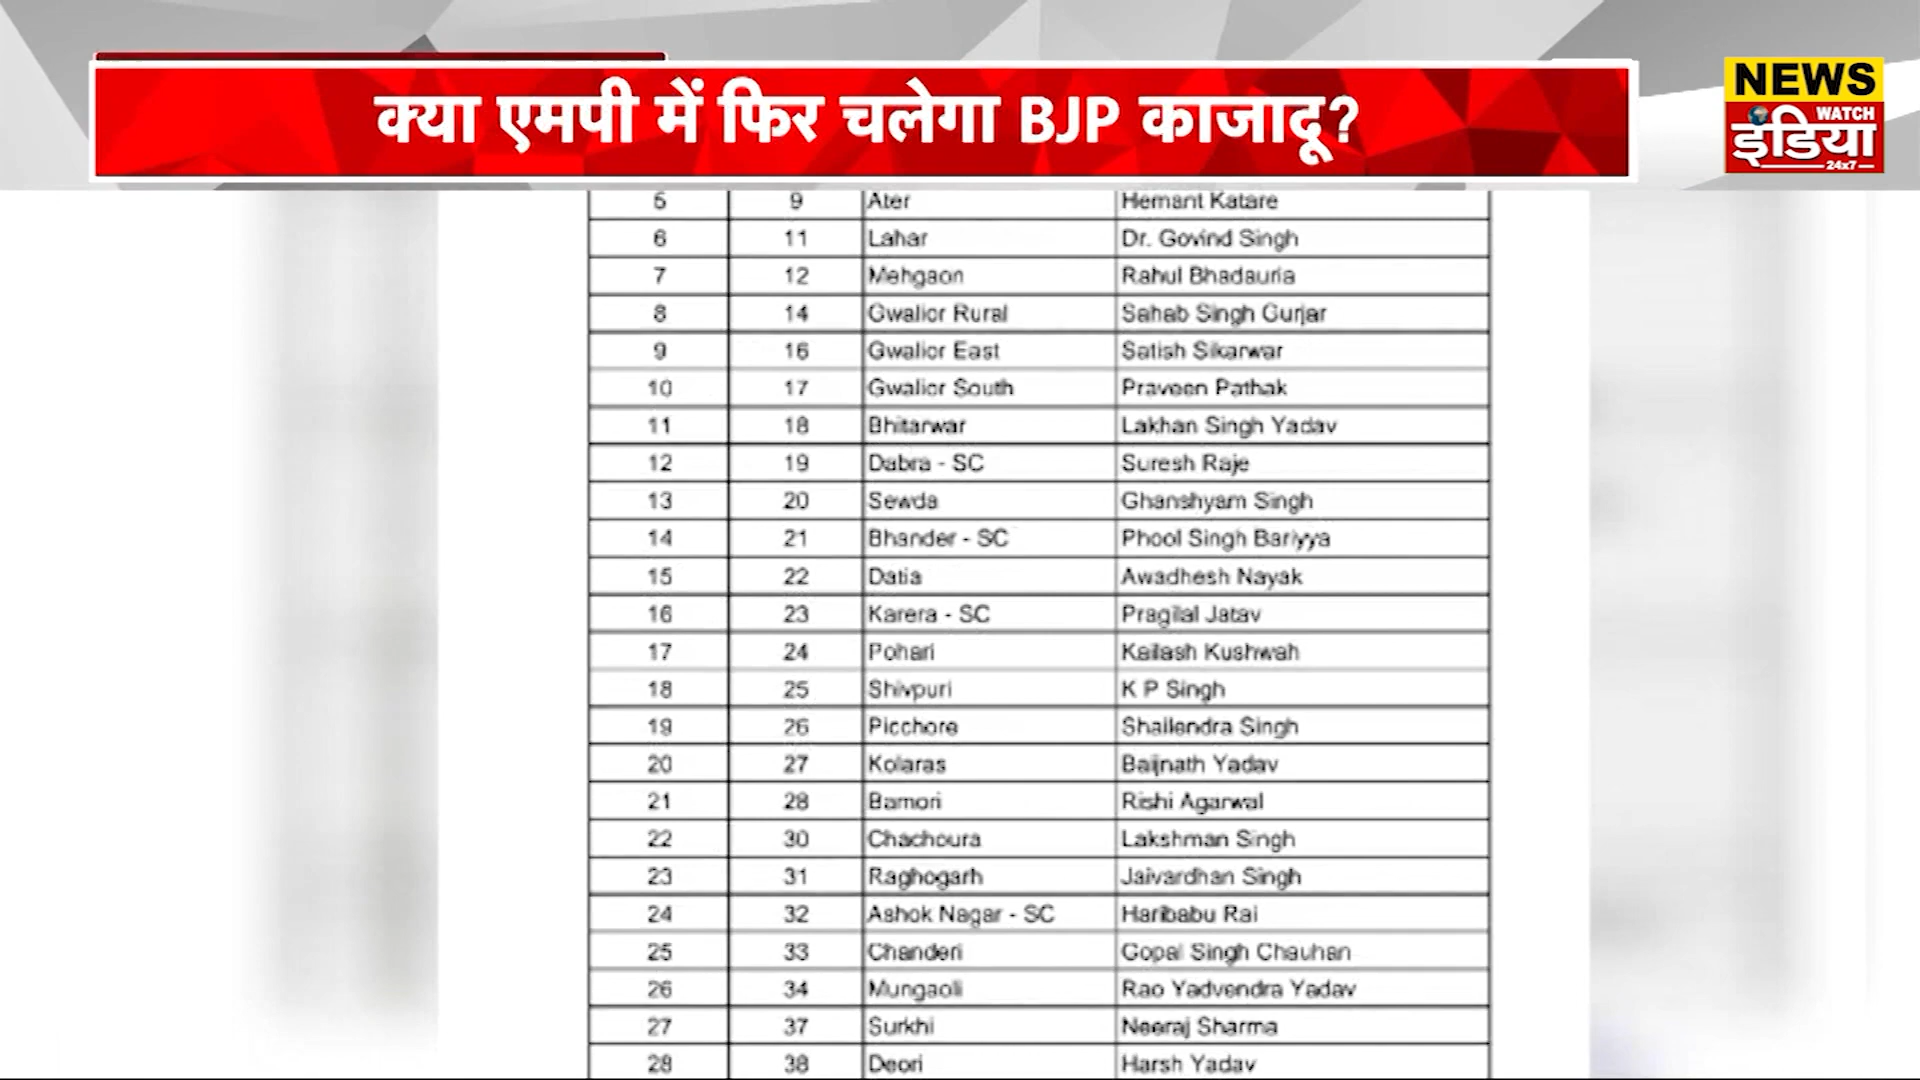 क्या एमपी में फिर चलेगा BJP काजादू?
NEWS
WATCH
इंडिया
24x7
5 9 Ater Hemant Katare
6 11 Lahar Dr. Govind Singh
7 12 Mehgaon Rahul Bhadauria
8 14 Gwalior Rural Sahab Singh Gurjar
9 16 Gwalior East Satish Sikarwar
10 17 Gwalior South Praveen Pathak
11 18 Bhitarwar Lakhan Singh Yadav
12 19 Dabra - SC Suresh Raje
13 20 Sewda Ghanshyam Singh
14 21 Bhander - SC Phool Singh Bariyya
15 22 Datia Awadhesh Nayak
16 23 Karera - SC Pragilal Jatav
17 24 Pohari Kailash Kushwah
18 25 Shivpuri K P Singh
19 26 Picchore Shailendra Singh
20 27 Kolaras Baijnath Yadav
21 28 Bamori Rishi Agarwal
22 30 Chachoura Lakshman Singh
23 31 Raghogarh Jaivardhan Singh
24 32 Ashok Nagar - SC Haribabu Rai
25 33 Chanderi Gopal Singh Chauhan
26 34 Mungaoli Rao Yadvendra Yadav
27 37 Surkhi Neeraj Sharma
28 38 Deori Harsh Yadav